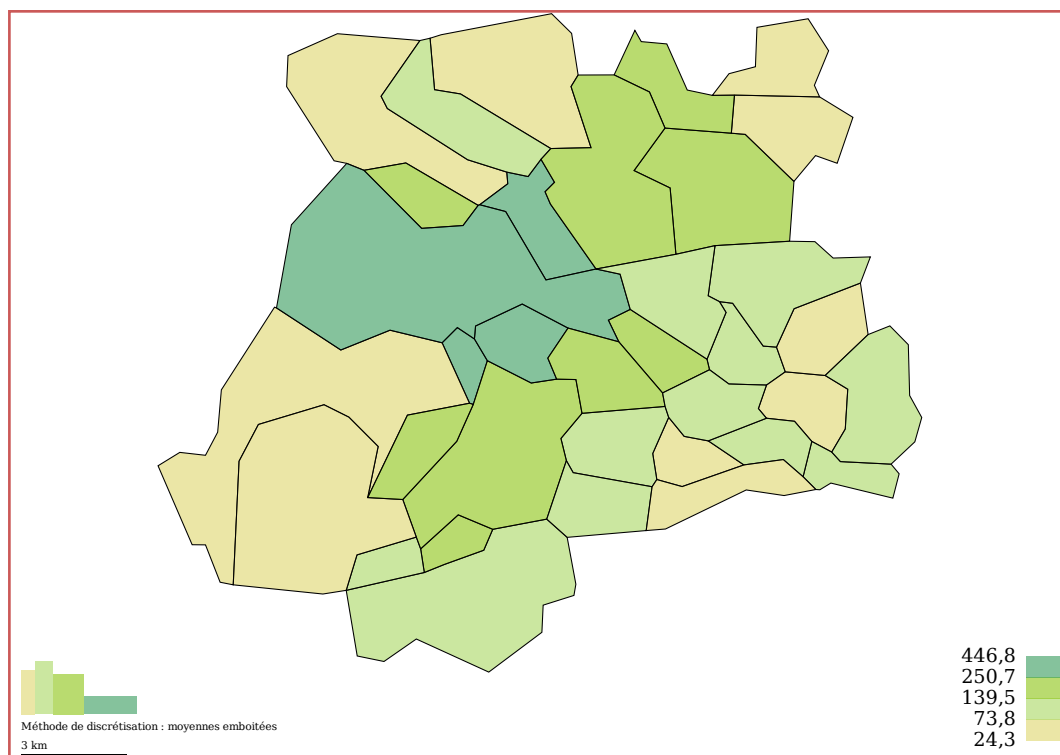 446,8
250,7
139,5
73,8
24,3
Méthode de discrétisation : moyennes emboitées
3 km